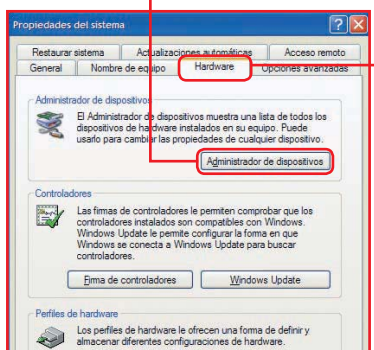 Propiedades del sistema
Restaurar sistema
Actualizaciones automáticas
Acceso remoto
General
Nombre de equipo
Hardware
Opciones avanzadas
Administrador de dispositivos
El Administrador de dispositivos muestra una lista de todos los
dispositivos de hardware instalados en su equipo. Puede
usarlo para cambiar las propiedades de cualquier dispositivo.
Administrador de dispositivos
Controladores
Las firmas de controladores le permiten comprobar que los
controladores instalados son compatibles con Windows.
Windows Update le permite configurar la forma en que
Windows se conecta a Windows Update para buscar
controladores.
Firma de controladores
Windows Update
Perfiles de hardware
Los perfiles de hardware le ofrecen una forma de definir y
almacenar diferentes configuraciones de hardware.